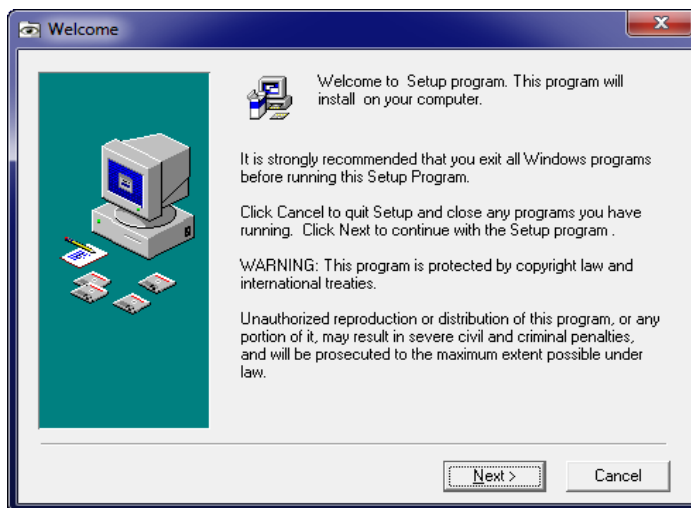 Welcome
Welcome to  Setup program. This program will
install  on your computer.
It is strongly recommended that you exit all Windows programs
before running this Setup Program.
Click Cancel to quit Setup and close any programs you have
running.  Click Next to continue with the Setup program .
WARNING: This program is protected by copyright law and
international treaties.
Unauthorized reproduction or distribution of this program, or any
portion of it, may result in severe civil and criminal penalties,
and will be prosecuted to the maximum extent possible under
law.
Next >
Cancel